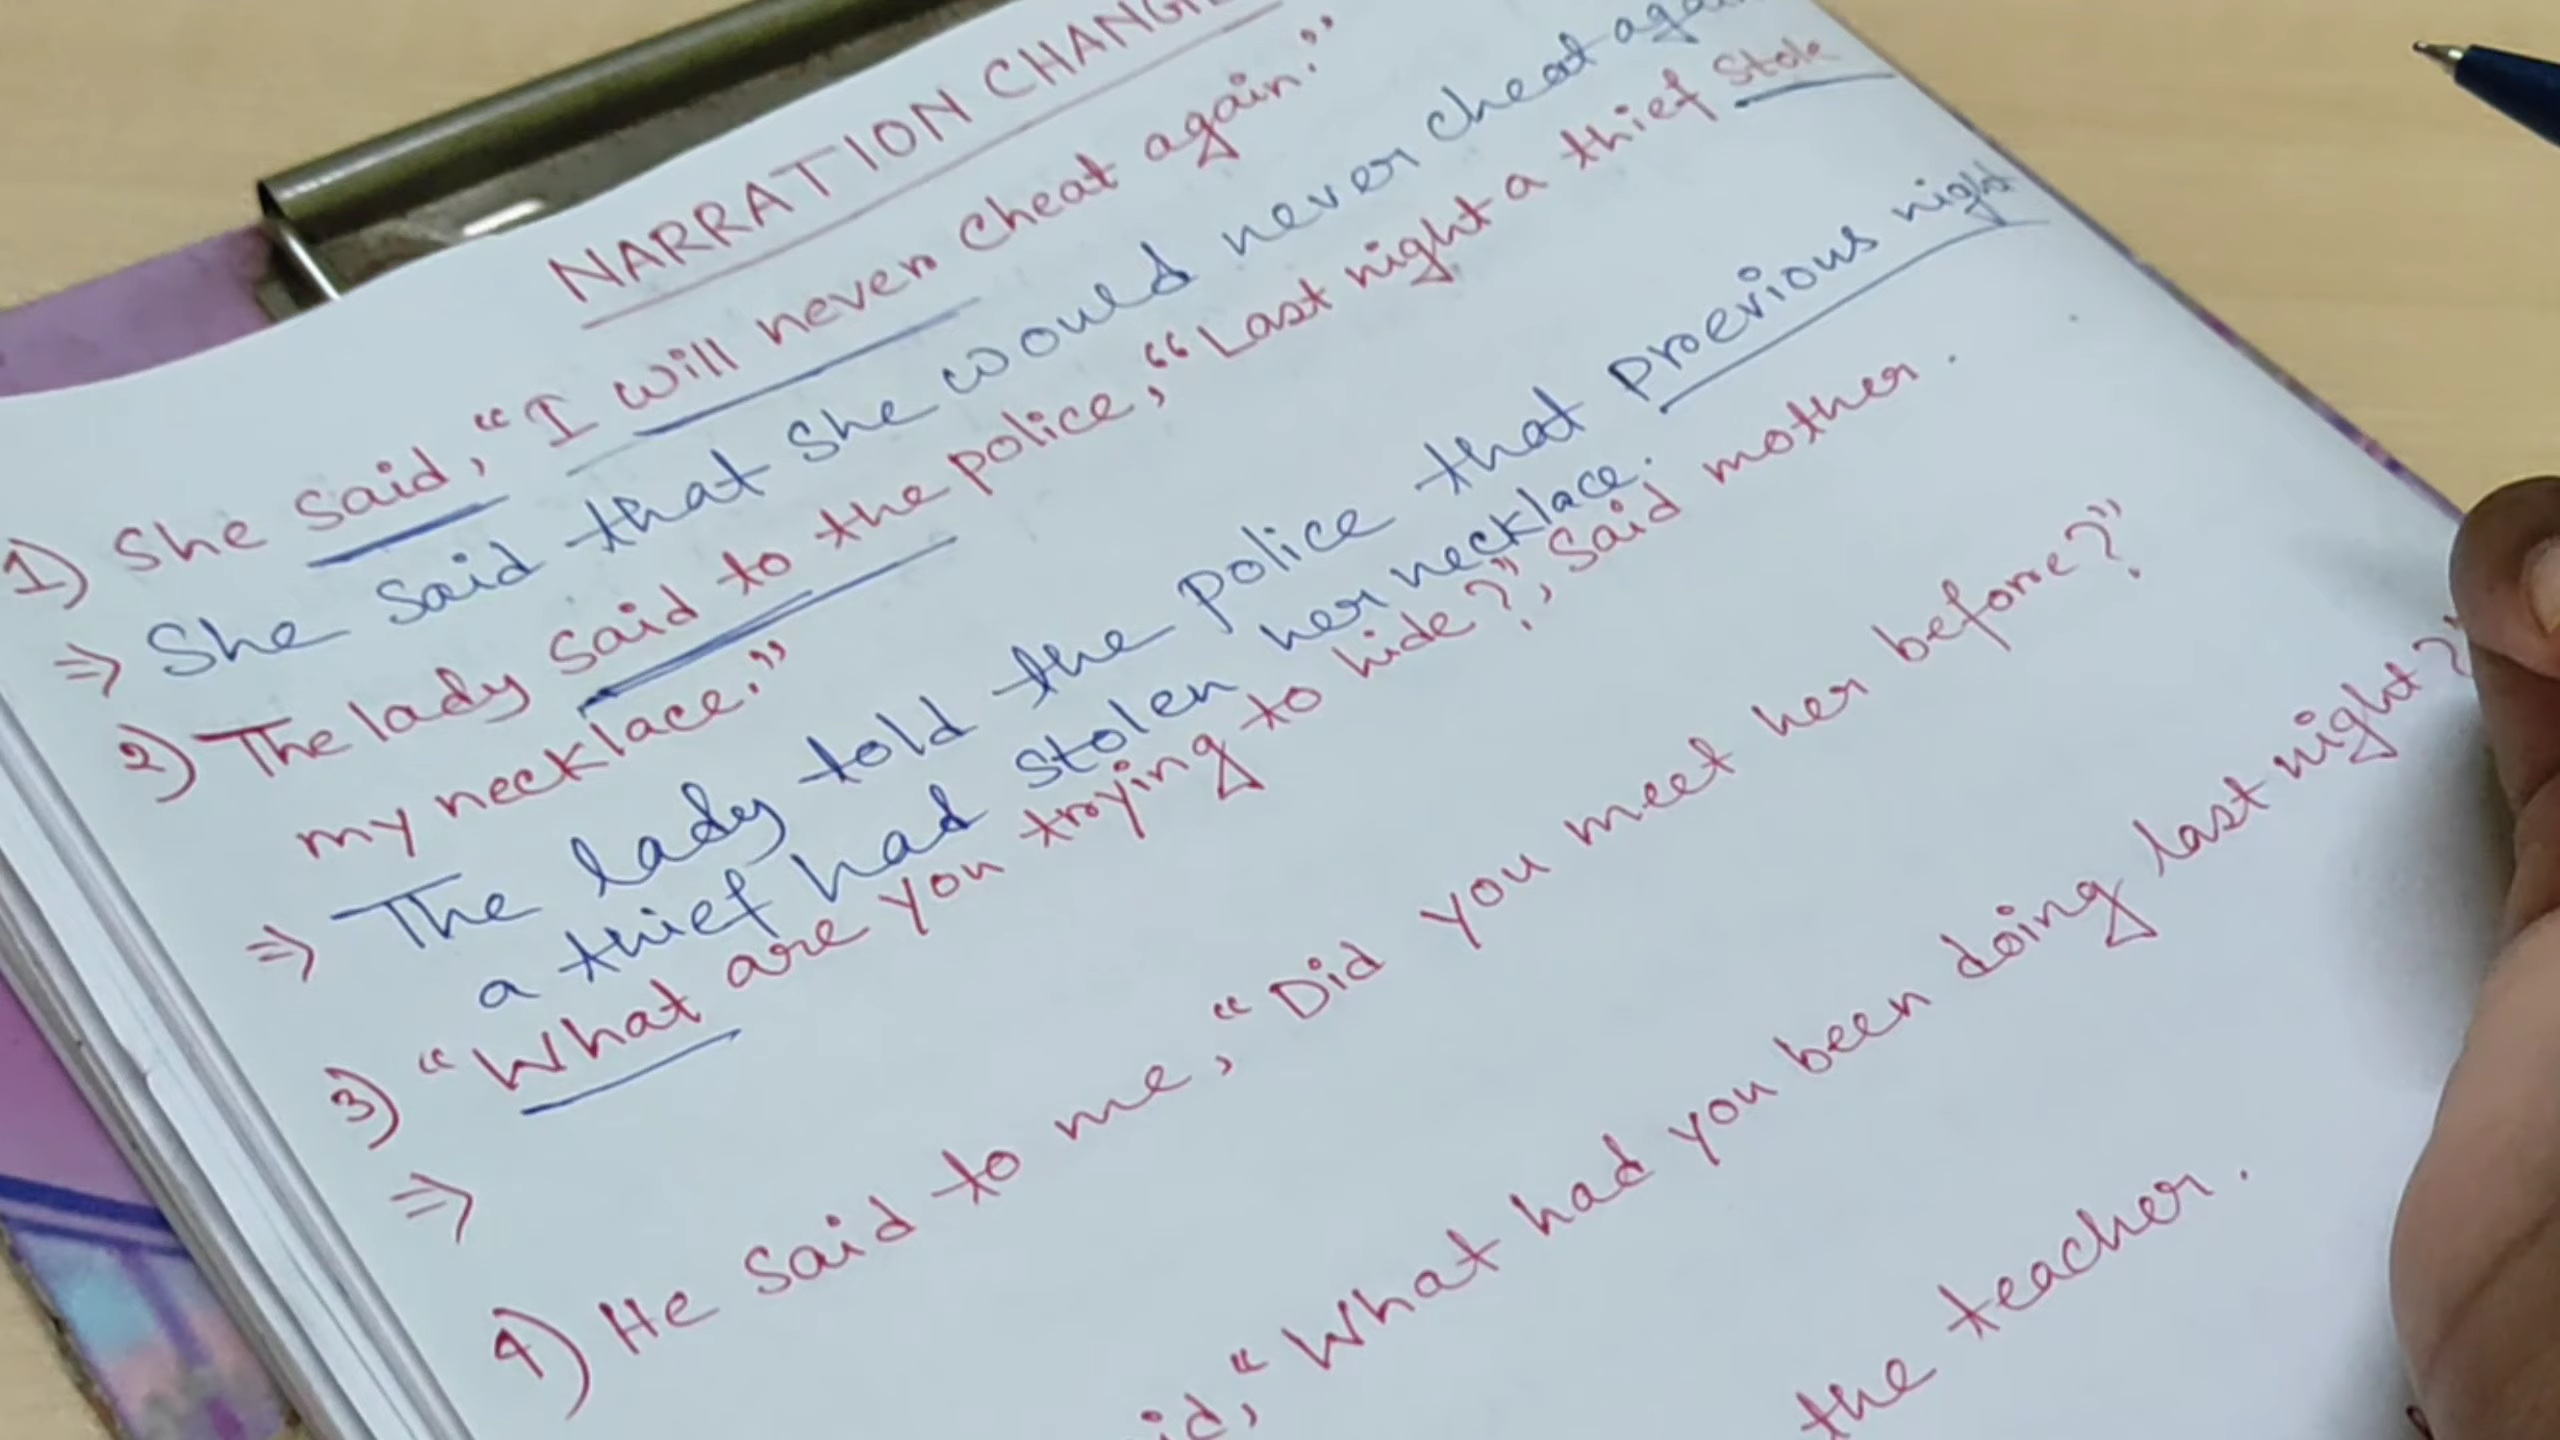 NARRATION
1) She said, “I will never cheat again.”
⇒ She said that she would never cheat
2) The lady said to the police, “Last night a thief stole
my necklace.”
⇒ The lady told the police that previous night
a thief had stolen her necklace.
3) “What are you trying to hide?”, said mother.
⇒
4) He said to me, “Did you meet her before?”
“What had you been doing last night?”
the teacher.